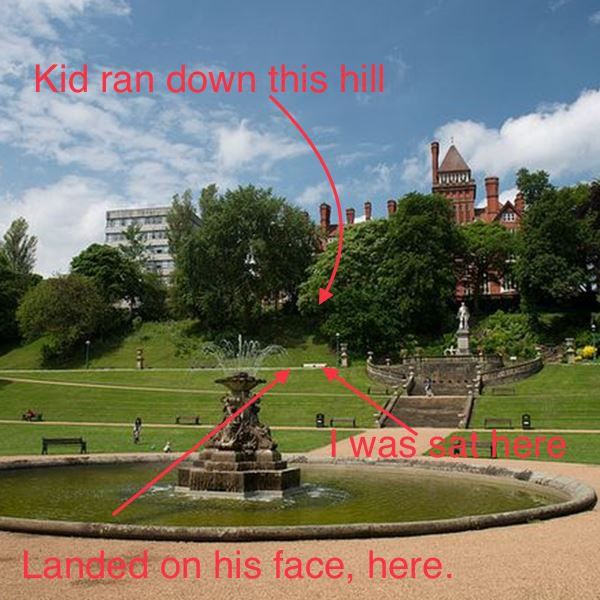 Kid ran down this hill
I was sat here
Landed on his face, here.